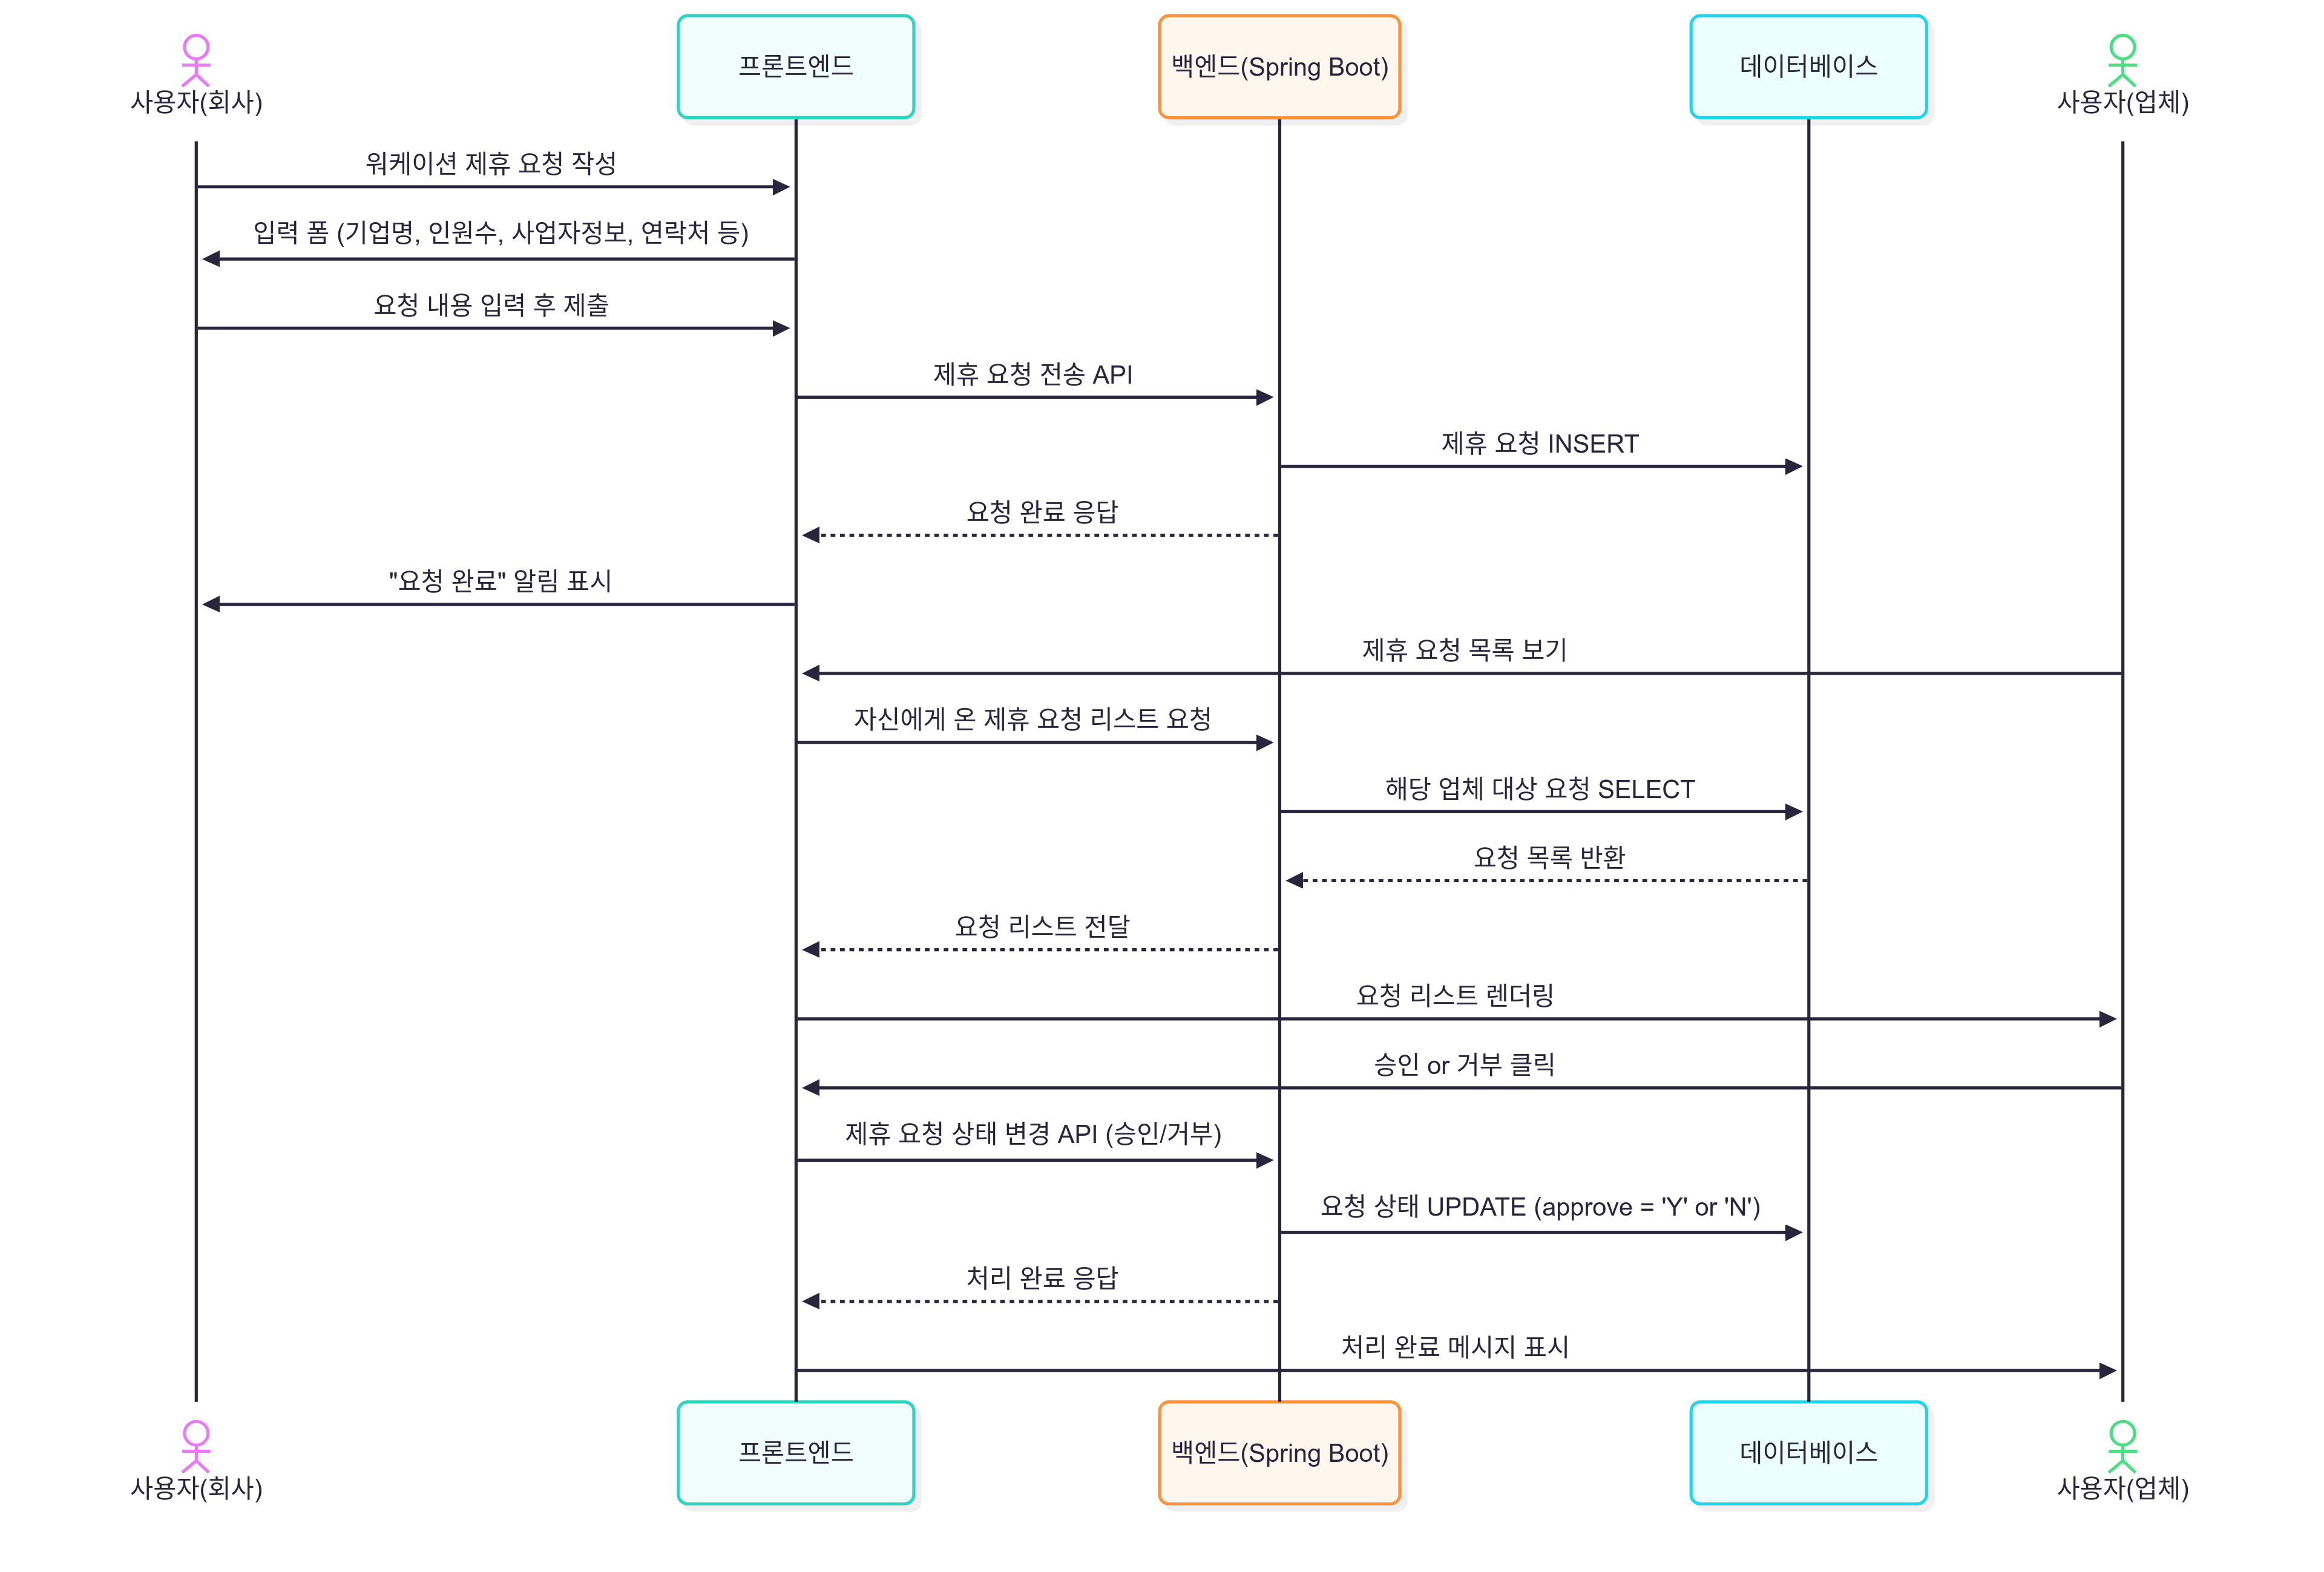 프론트엔드
백엔드(Spring Boot)
데이터베이스
사용자(회사)
사용자(업체)
워케이션 제휴 요청 작성
입력 폼 (기업명, 인원수, 사업자정보, 연락처 등)
요청 내용 입력 후 제출
제휴 요청 전송 API
제휴 요청 INSERT
요청 완료 응답
"요청 완료" 알림 표시
제휴 요청 목록 보기
자신에게 온 제휴 요청 리스트 요청
해당 업체 대상 요청 SELECT
요청 목록 반환
요청 리스트 전달
요청 리스트 렌더링
승인 or 거부 클릭
제휴 요청 상태 변경 API (승인/거부)
요청 상태 UPDATE (approve = 'Y' or 'N')
처리 완료 응답
처리 완료 메시지 표시
프론트엔드
백엔드(Spring Boot)
데이터베이스
사용자(회사)
사용자(업체)